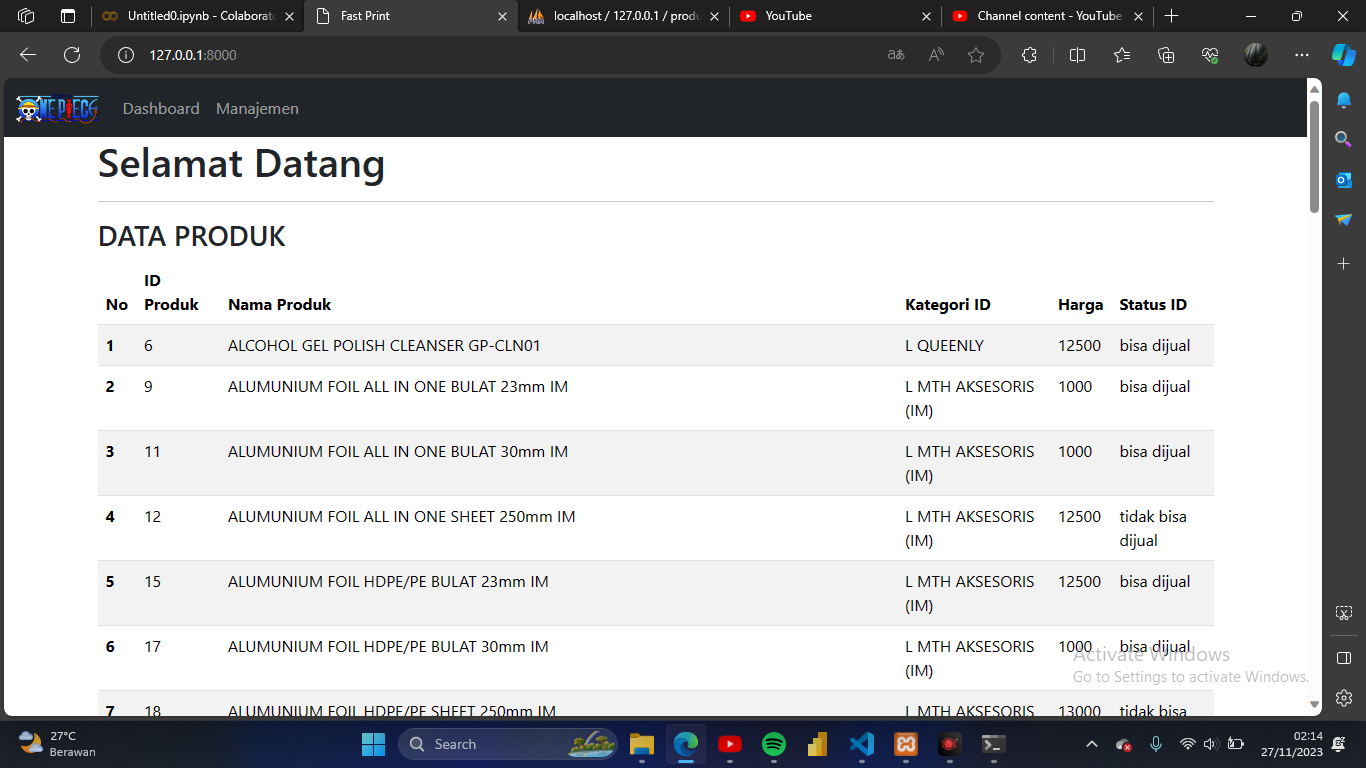 Untitled0.ipynb - Colaborato
Fast Print
localhost / 127.0.0.1 / produ
YouTube
Channel content - YouTube
127.0.0.1:8000
ONE PIECE
Dashboard
Manajemen
Selamat Datang
DATA PRODUK
No ID Produk Nama Produk Kategori ID Harga Status ID
1 6 ALCOHOL GEL POLISH CLEANSER GP-CLN01 L QUEENLY 12500 bisa dijual
2 9 ALUMUNIUM FOIL ALL IN ONE BULAT 23mm IM L MTH AKSESORIS (IM) 1000 bisa dijual
3 11 ALUMUNIUM FOIL ALL IN ONE BULAT 30mm IM L MTH AKSESORIS (IM) 1000 bisa dijual
4 12 ALUMUNIUM FOIL ALL IN ONE SHEET 250mm IM L MTH AKSESORIS (IM) 12500 tidak bisa dijual
5 15 ALUMUNIUM FOIL HDPE/PE BULAT 23mm IM L MTH AKSESORIS (IM) 12500 bisa dijual
6 17 ALUMUNIUM FOIL HDPE/PE BULAT 30mm IM L MTH AKSESORIS (IM) 1000 bisa dijual
7 18 ALUMUNIUM FOIL HDPE/PE SHEET 250mm IM L MTH AKSESORIS 13000 tidak bisa
Activate Windows
Go to Settings to activate Windows.
27°C
Berawan
Search
02:14
27/11/2023